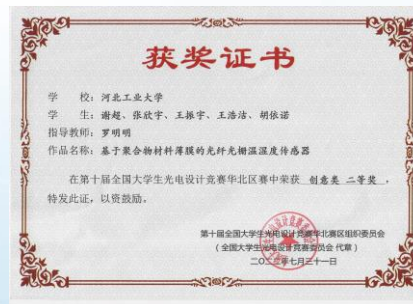 获奖证书
学 校：河北工业大学
学 生：谢超、张欣宇、王振宇、王浩洁、胡依诺
指导教师：罗明明
作品名称：基于聚合物材料薄膜的光纤光栅温湿度传感器
在第十届全国大学生光电设计竞赛华北区赛中荣获 创意类 二等奖，
特发此证，以资鼓励。
第十届全国大学生光电设计竞赛华北赛区组织委员会
（全国大学生光电设计竞赛委员会 代章）
二〇二二年七月三十一日